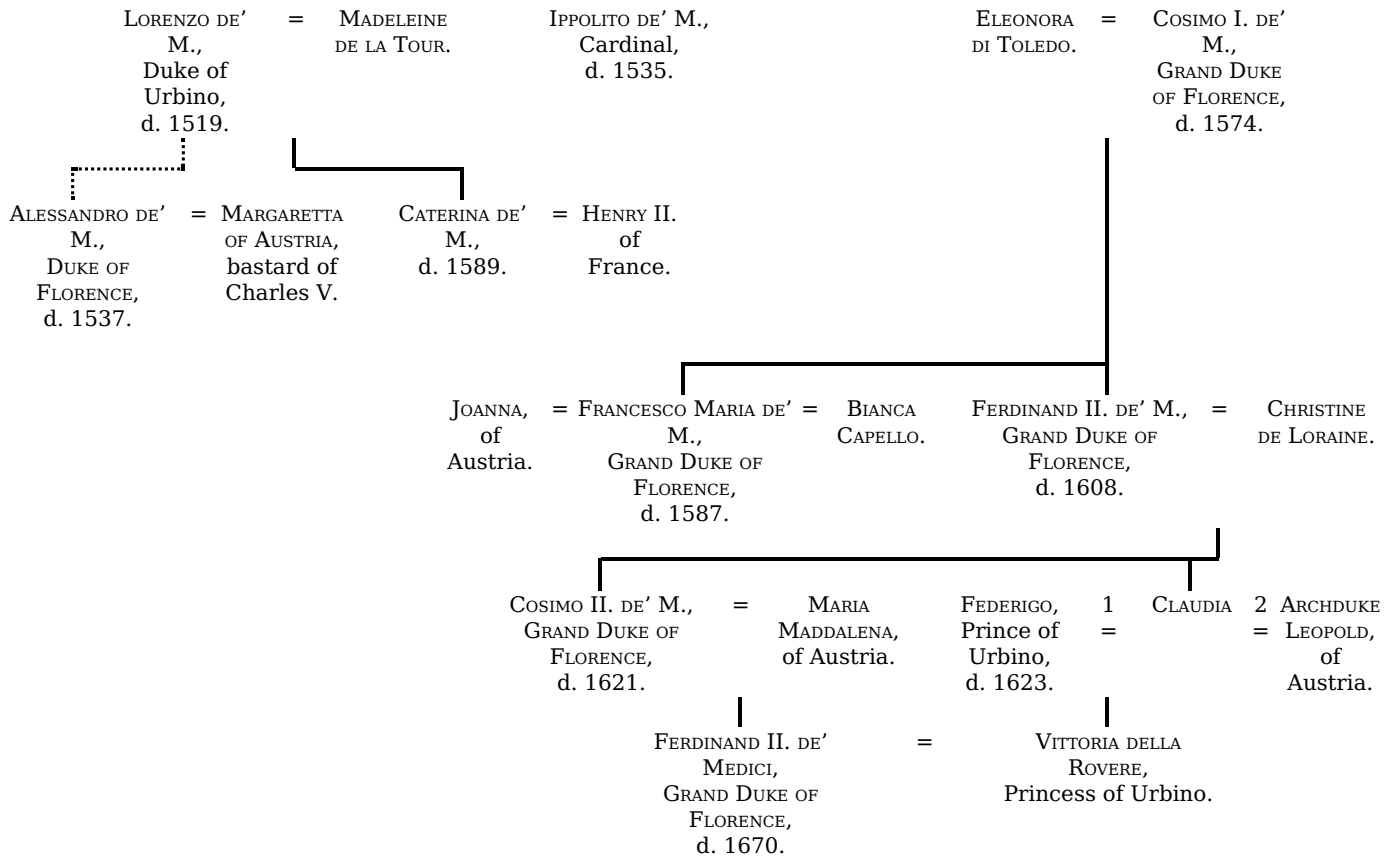 Lorenzo de’ M., Duke of Urbino, d. 1519.
=
Madeleine de la Tour.
Ippolito de’ M., Cardinal, d. 1535.
Eleonora di Toledo.
=
Cosimo I. de’ M., Grand Duke of Florence, d. 1574.
Alessandro de’ M., Duke of Florence, d. 1537.
=
Margaretta of Austria, bastard of Charles V.
Caterina de’ M., d. 1589.
=
Henry II. of France.
Joanna, of Austria.
=
Francesco Maria de’ M., Grand Duke of Florence, d. 1587.
=
Bianca Capello.
Ferdinand II. de’ M., Grand Duke of Florence, d. 1608.
=
Christine de Loraine.
Cosimo II. de’ M., Grand Duke of Florence, d. 1621.
=
Maria Maddalena, of Austria.
Federigo, Prince of Urbino, d. 1623.
1 =
Claudia
2 =
Archduke Leopold, of Austria.
Ferdinand II. de’ Medici, Grand Duke of Florence, d. 1670.
=
Vittoria della Rovere, Princess of Urbino.